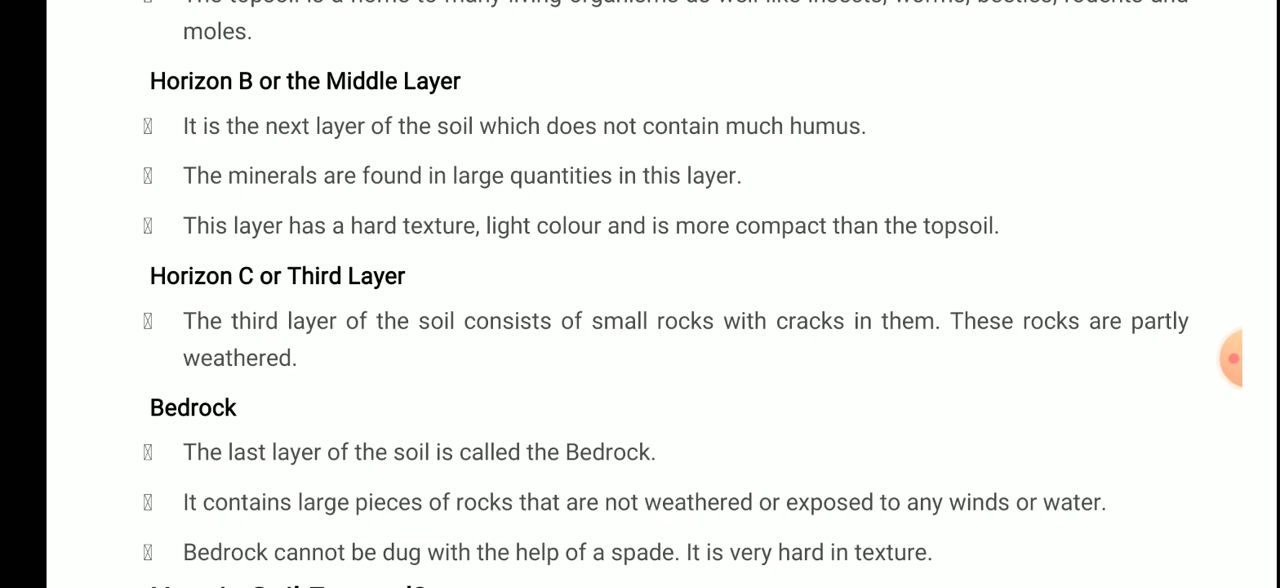 moles.
Horizon B or the Middle Layer
It is the next layer of the soil which does not contain much humus.
The minerals are found in large quantities in this layer.
This layer has a hard texture, light colour and is more compact than the topsoil.
Horizon C or Third Layer
The third layer of the soil consists of small rocks with cracks in them. These rocks are partly
weathered.
Bedrock
The last layer of the soil is called the Bedrock.
It contains large pieces of rocks that are not weathered or exposed to any winds or water.
Bedrock cannot be dug with the help of a spade. It is very hard in texture.